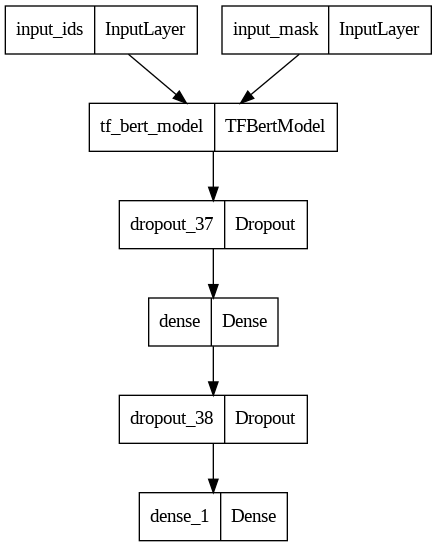 input_ids InputLayer input_mask InputLayer
tf_bert_model TFBertModel
dropout_37 Dropout
dense Dense
dropout_38 Dropout
dense_1 Dense